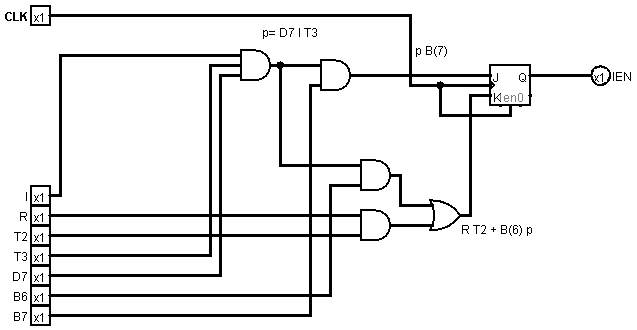 CLK x1
p= D7 I T3
p B(7)
J Q
x1 IEN
K en0
I x1
R x1
T2 x1
R T2 + B(6) p
T3 x1
D7 x1
B6 x1
B7 x1